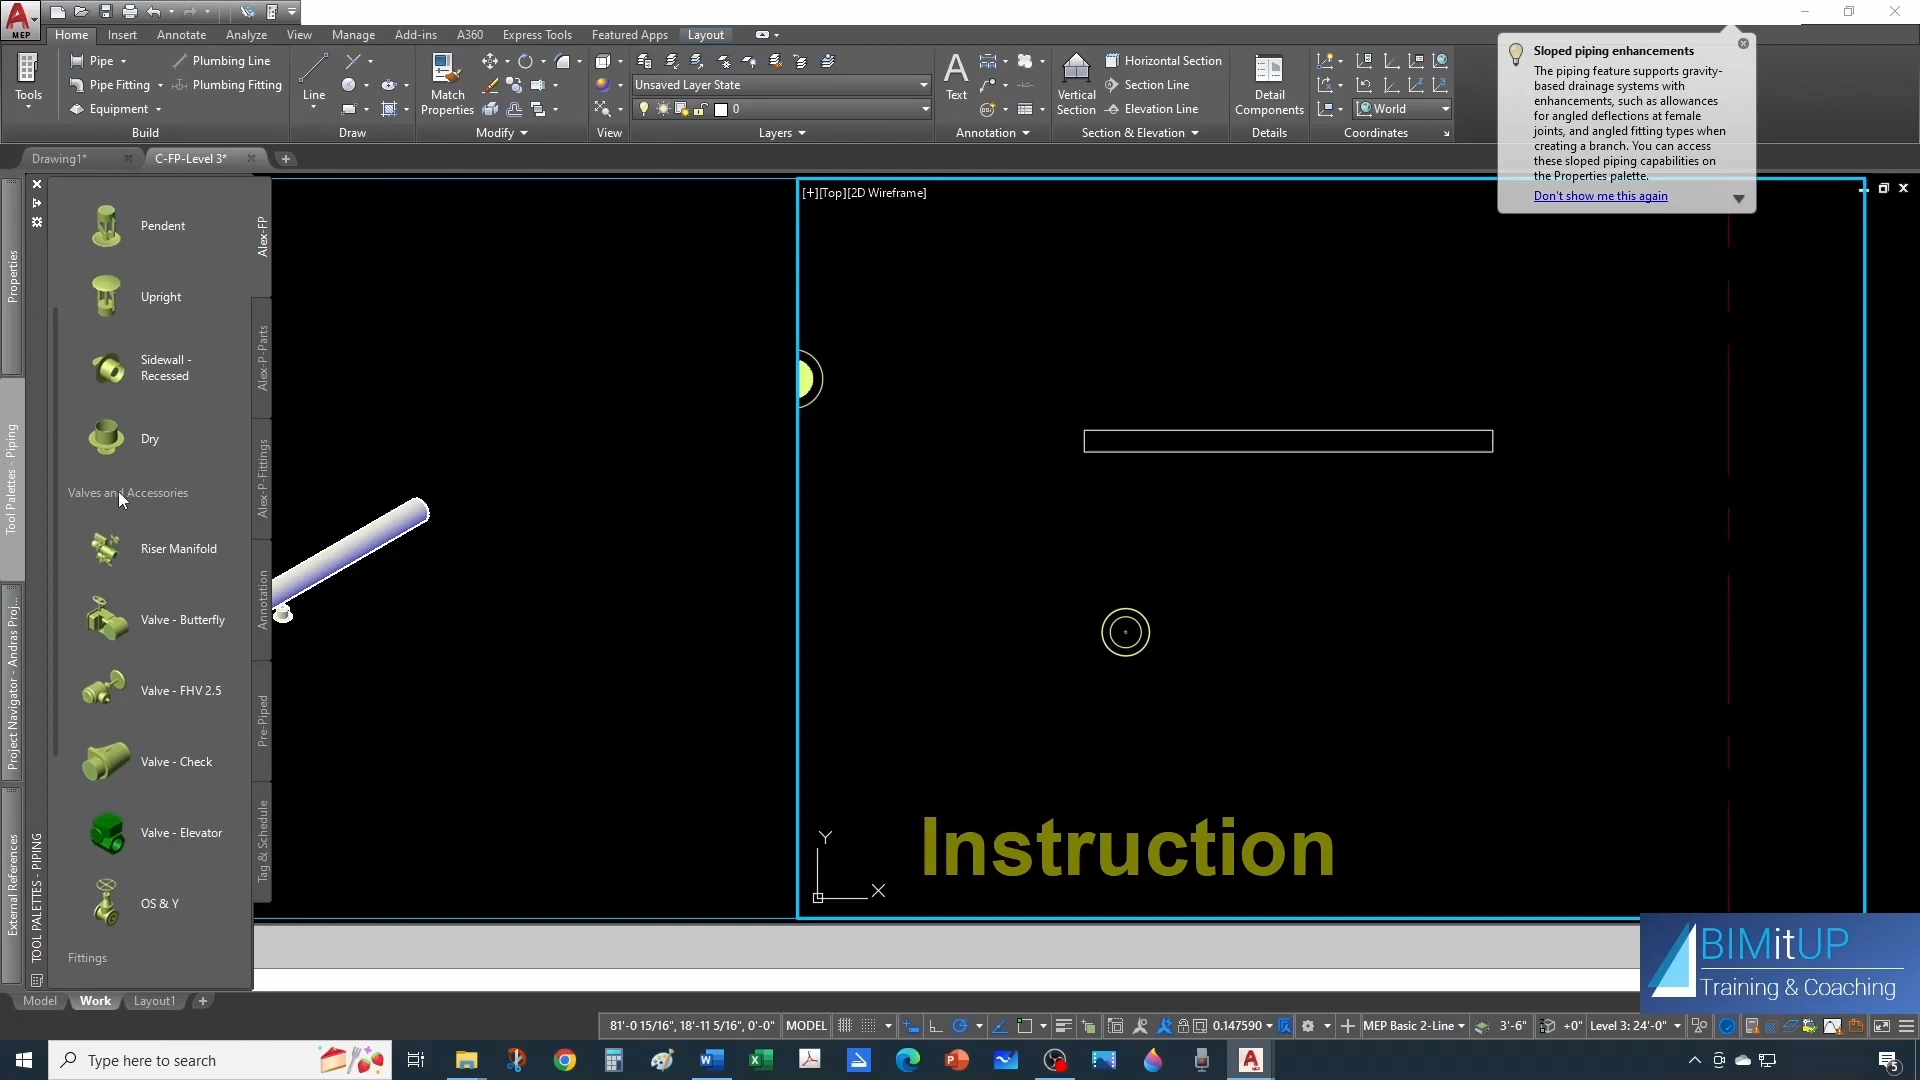 MEP
Home
Insert
Annotate
Analyze
View
Manage
Add-ins
A360
Express Tools
Featured Apps
Layout
Tools
Pipe
Pipe Fitting
Equipment
Plumbing Line
Plumbing Fitting
Build
Line
Draw
Match
Properties
Modify
View
Unsaved Layer State
0
Layers
Text
Annotation
Vertical
Section
Horizontal Section
Section Line
Elevation Line
Section & Elevation
Detail
Components
Details
World
Coordinates
Sloped piping enhancements
The piping feature supports gravity-
based drainage systems with
enhancements, such as allowances
for angled deflections at female
joints, and angled fitting types when
creating a branch. You can access
these sloped piping capabilities on
the Properties palette.
Don't show me this again
Drawing1*
C-FP-Level 3*
Properties
Tool Palettes - Piping
Project Navigator - Andras Proj...
External References
TOOL PALETTES - PIPING
Pendent
Upright
Sidewall -
Recessed
Dry
Valves and Accessories
Riser Manifold
Valve - Butterfly
Valve - FHV 2.5
Valve - Check
Valve - Elevator
OS & Y
Fittings
Alex-FP
Alex-P-Parts
Alex-P-Fittings
Annotation
Pre-Piped
Tag & Schedule
[+][Top][2D Wireframe]
Y
X
Instruction
BIMitUP
Training & Coaching
Model
Work
Layout1
81'-0 15/16", 18'-11 5/16", 0'-0"
MODEL
0.147590
MEP Basic 2-Line
3'-6"
+0"
Level 3: 24'-0"
Type here to search
5